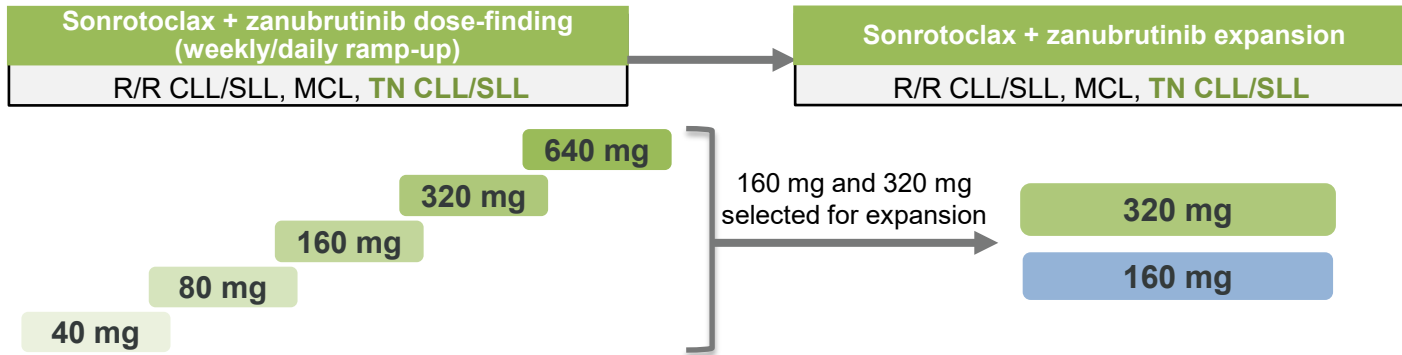 Sonrotoclax + zanubrutinib dose-finding
(weekly/daily ramp-up)
R/R CLL/SLL, MCL, TN CLL/SLL
Sonrotoclax + zanubrutinib expansion
R/R CLL/SLL, MCL, TN CLL/SLL
640 mg
320 mg
160 mg
80 mg
40 mg
160 mg and 320 mg
selected for expansion
320 mg
160 mg